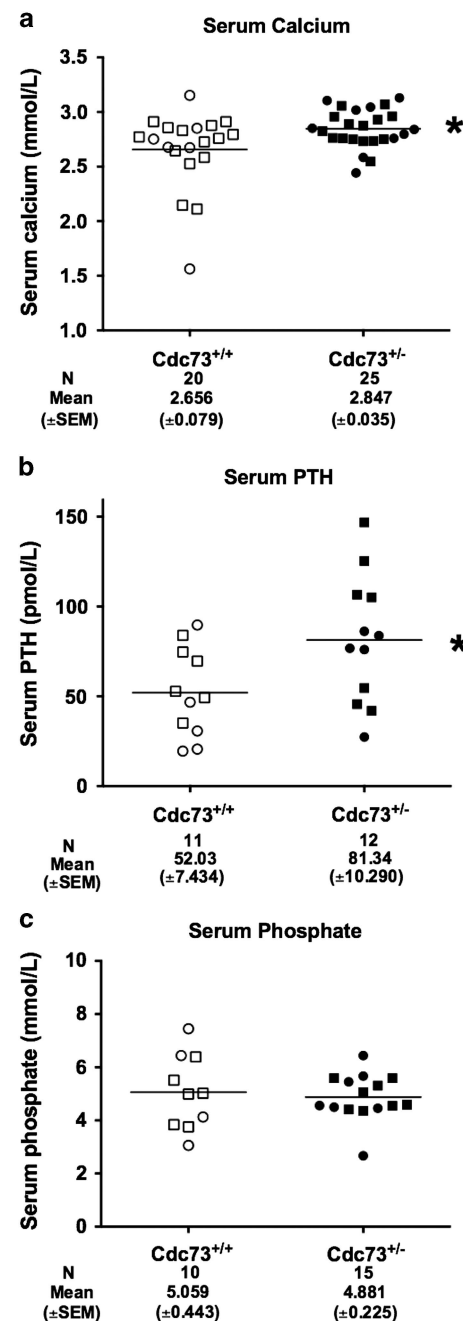 a
Serum Calcium
Serum calcium (mmol/L)
3.5
3.0
2.5
2.0
1.5
1.0
*
Cdc73+/+ Cdc73+/-
N 20 25
Mean 2.656 2.847
(±SEM) (±0.079) (±0.035)
b
Serum PTH
Serum PTH (pmol/L)
150
100
50
0
*
Cdc73+/+ Cdc73+/-
N 11 12
Mean 52.03 81.34
(±SEM) (±7.434) (±10.290)
c
Serum Phosphate
Serum phosphate (mmol/L)
10
8
6
4
2
0
Cdc73+/+ Cdc73+/-
N 10 15
Mean 5.059 4.881
(±SEM) (±0.443) (±0.225)